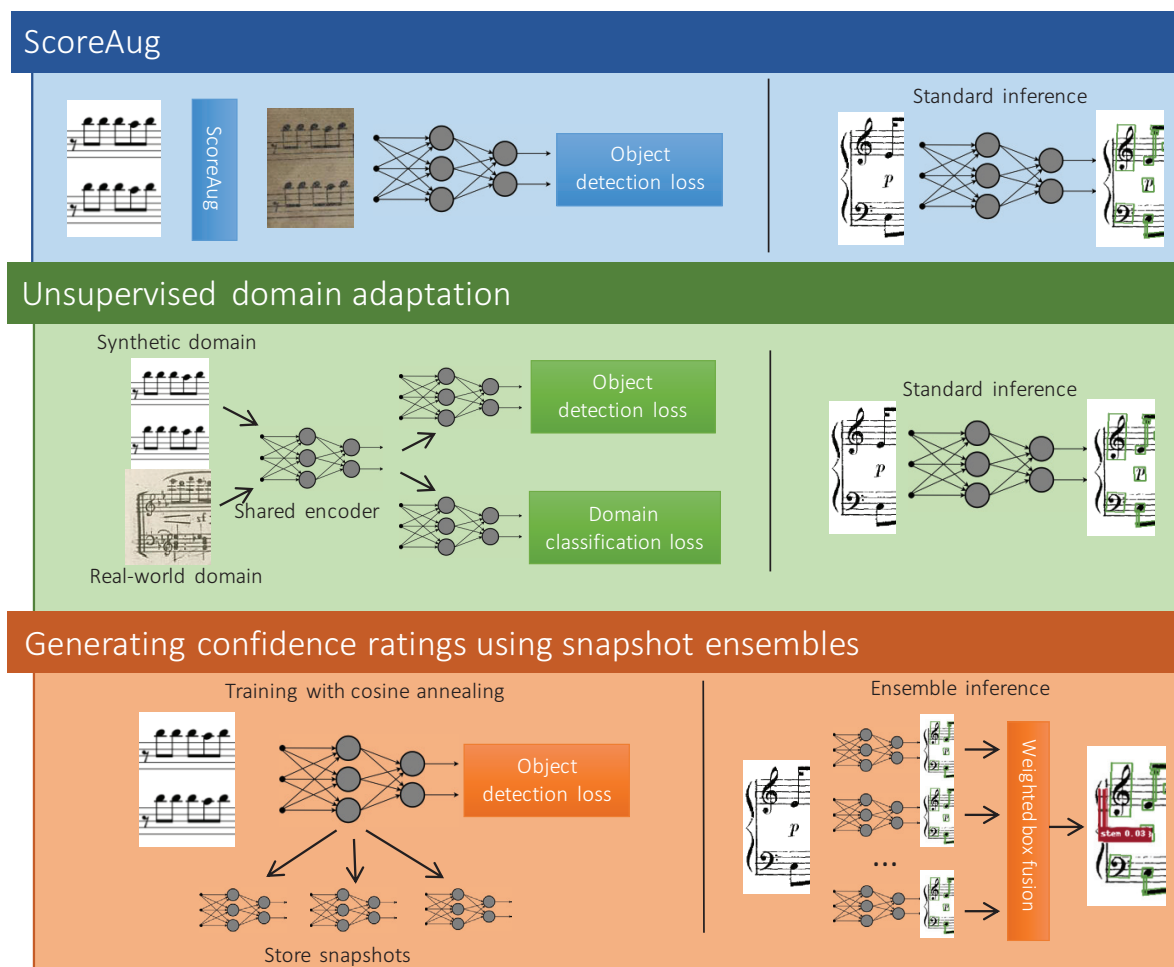 ScoreAug
ScoreAug
Object
detection loss
Standard inference
p
p
Unsupervised domain adaptation
Synthetic domain
Shared encoder
sf
Real-world domain
Object
detection loss
Domain
classification loss
Standard inference
p
p
Generating confidence ratings using snapshot ensembles
Training with cosine annealing
Object
detection loss
Store snapshots
Ensemble inference
p
...
Weighted box fusion
stem 0.03